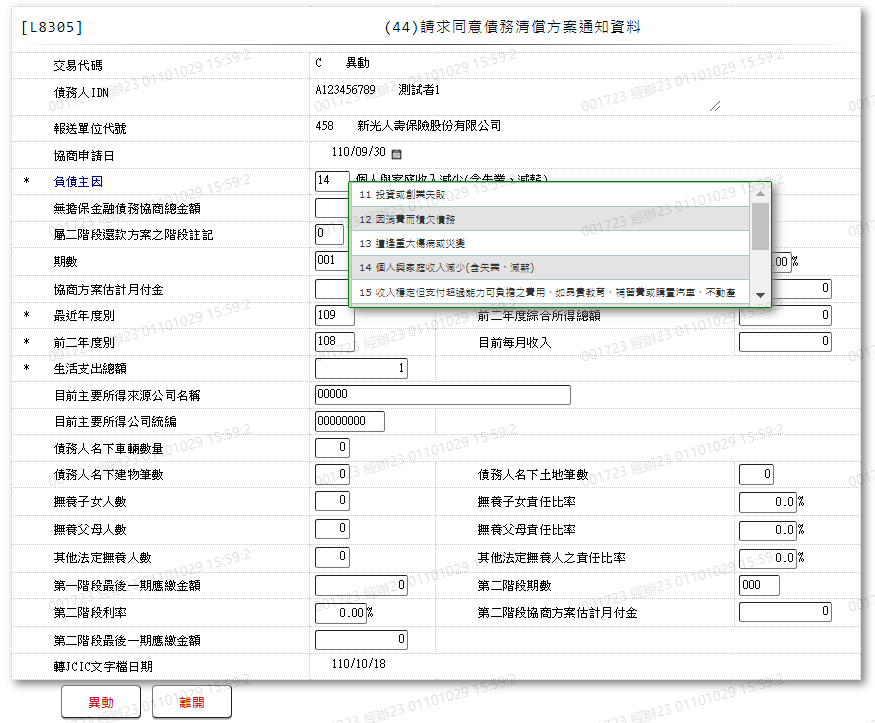 [L8305] (44)請求同意債務清償方案通知資料
交易代碼 C 異動
債務人IDN A123456789 測試者1
報送單位代號 458 新光人壽保險股份有限公司
協商申請日 110/09/30
* 負債主因 14 個人與家庭收入減少(含失業、減薪)
11 投資或創業失敗
12 因消費而積欠債務
13 遭逢重大傷病或災變
14 個人與家庭收入減少(含失業、減薪)
15 收入穩定但支付超過能力可負擔之費用，如昂貴教育、補習費或購置汽車、不動產
無擔保金融債務協商總金額
屬二階段還款方案之階段註記 0
期數 001 .00%
協商方案估計月付金 0
* 最近年度別 109 前二年度綜合所得總額 0
* 前二年度別 108 目前每月收入 0
* 生活支出總額 1
目前主要所得來源公司名稱 00000
目前主要所得公司統編 00000000
債務人名下車輛數量 0
債務人名下建物筆數 0 債務人名下土地筆數 0
撫養子女人數 0 撫養子女責任比率 0.0%
撫養父母人數 0 撫養父母責任比率 0.0%
其他法定撫養人數 0 其他法定撫養人之責任比率 0.0%
第一階段最後一期應繳金額 0 第二階段期數 000
第二階段利率 0.00% 第二階段協商方案估計月付金 0
第二階段最後一期應繳金額 0
轉JCIC文字檔日期 110/10/18
異動 離開
001723 經辦23 01101029 15:59:2